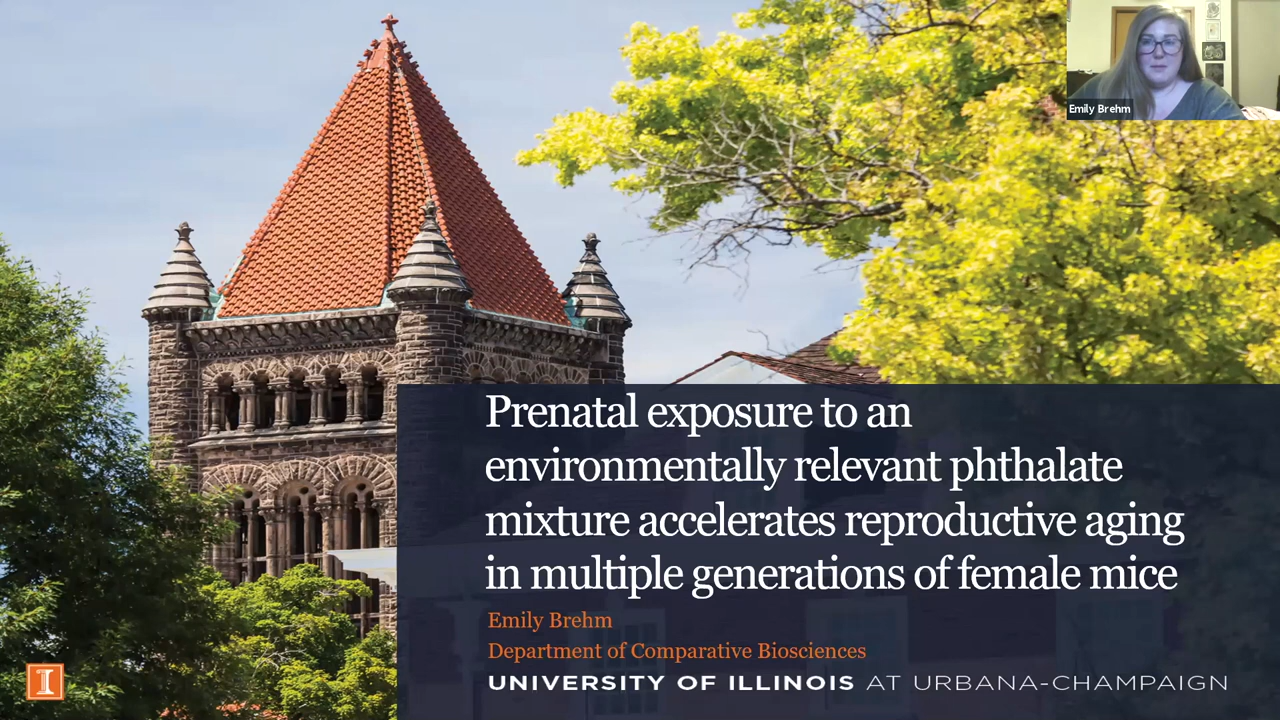 Emily Brehm
Prenatal exposure to an
environmentally relevant phthalate
mixture accelerates reproductive aging
in multiple generations of female mice
Emily Brehm
Department of Comparative Biosciences
UNIVERSITY OF ILLINOIS AT URBANA-CHAMPAIGN
I